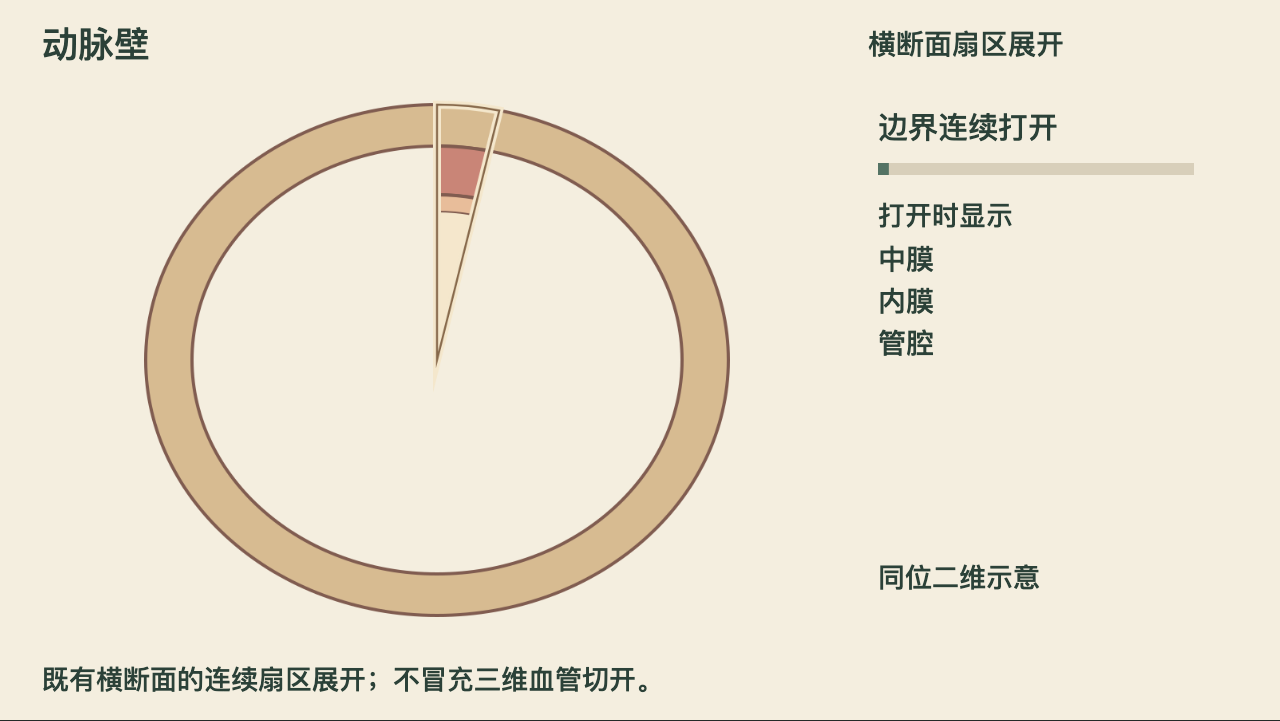 动脉壁
横断面扇区展开
边界连续打开
打开时显示
中膜
内膜
管腔
同位二维示意
既有横断面的连续扇区展开；不冒充三维血管切开。